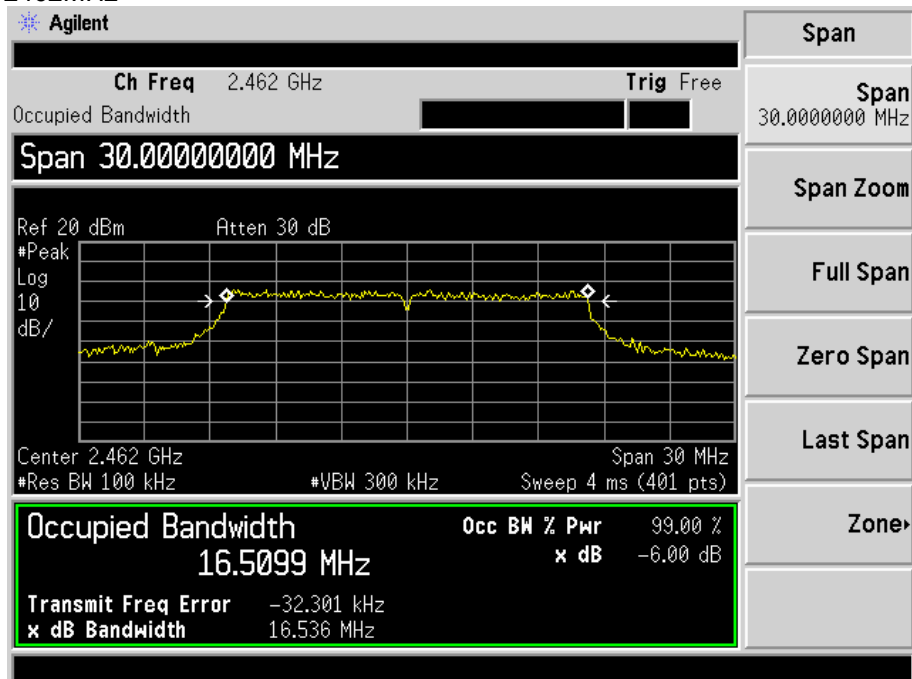 Agilent
Span
Ch Freq 2.462 GHz Trig Free
Occupied Bandwidth
Span
30.0000000 MHz
Span 30.00000000 MHz
Span Zoom
Ref 20 dBm Atten 30 dB
#Peak
Log
10
dB/
Full Span
Zero Span
Last Span
Center 2.462 GHz Span 30 MHz
#Res BW 100 kHz #VBW 300 kHz Sweep 4 ms (401 pts)
Occupied Bandwidth Occ BW % Pwr 99.00 %
16.5099 MHz x dB -6.00 dB
Zone
Transmit Freq Error -32.301 kHz
x dB Bandwidth 16.536 MHz